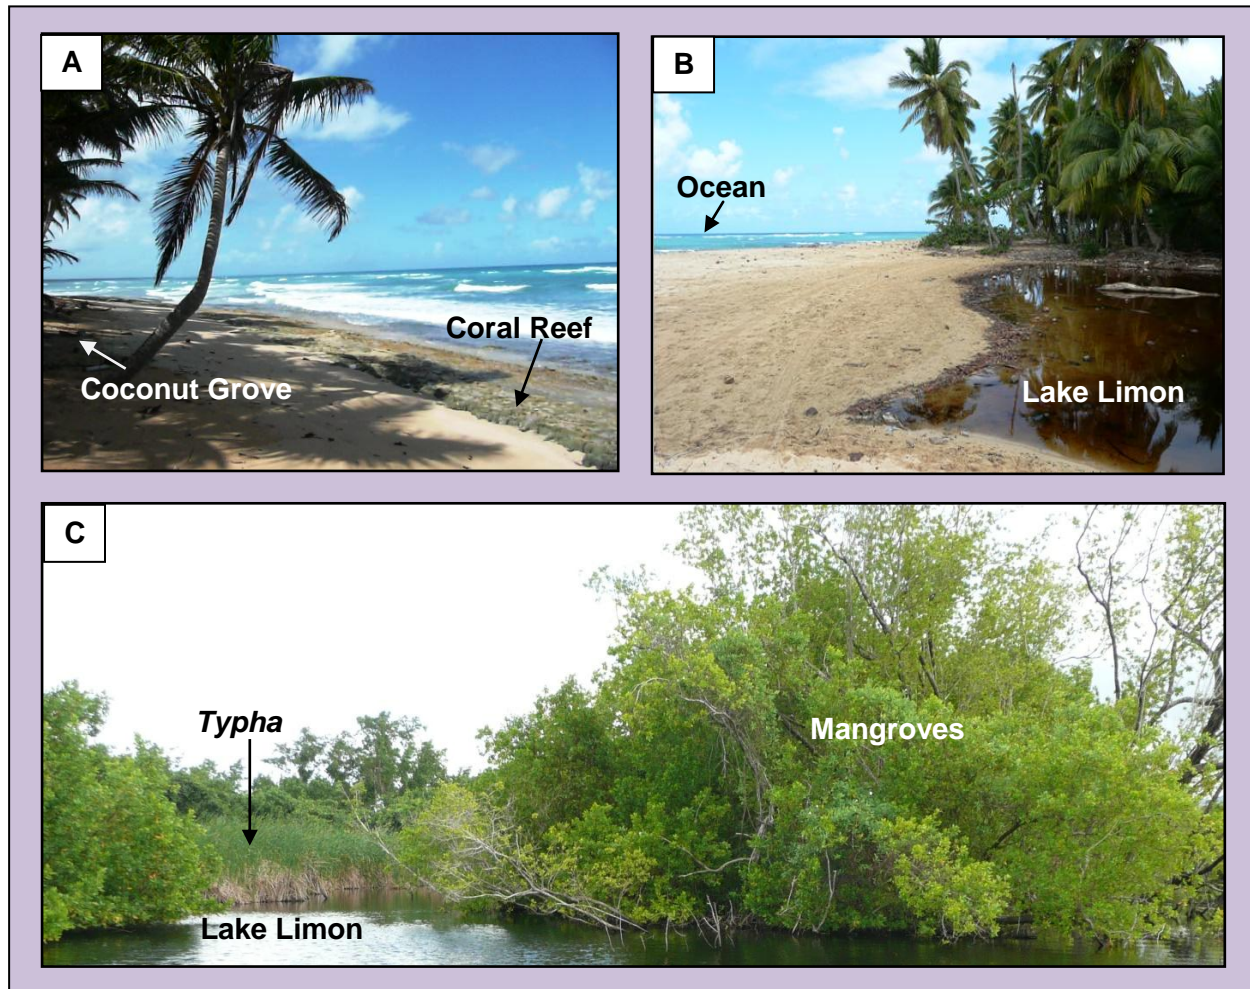 A
B
Ocean
Coral Reef
Coconut Grove
Lake Limon
C
Typha
Mangroves
Lake Limon